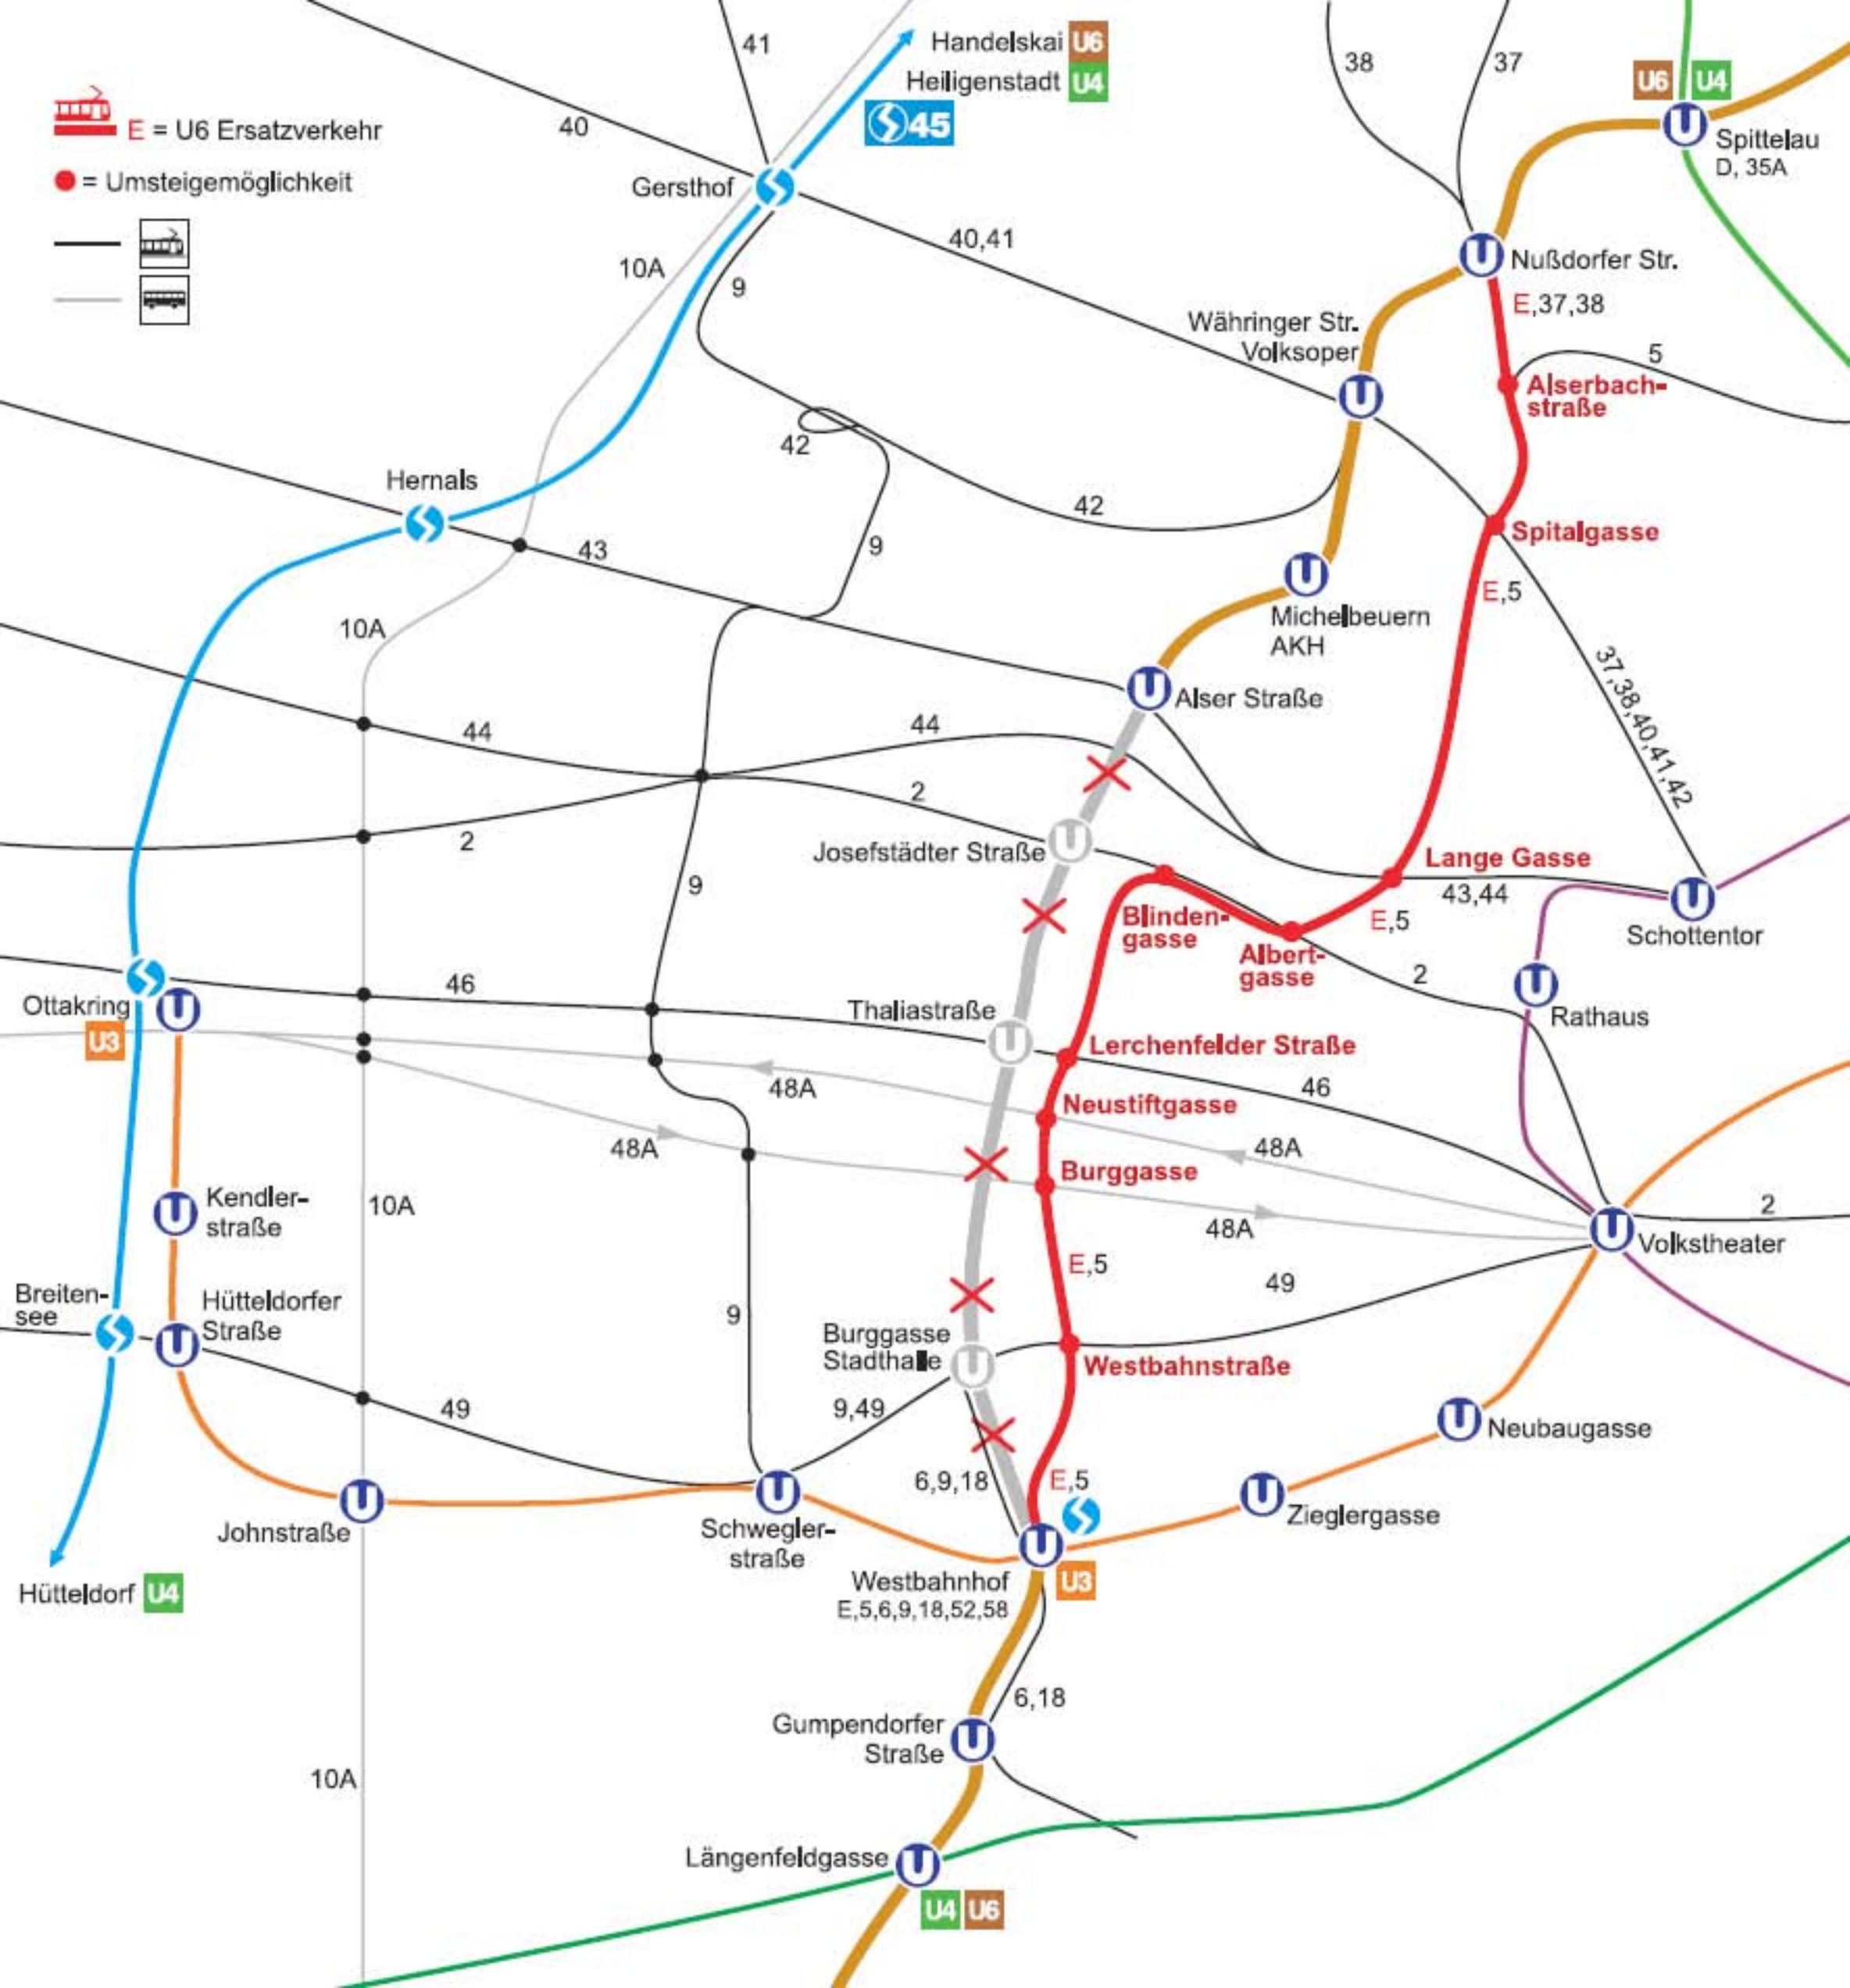 41
Handelskai U6
Heiligenstadt U4
45
38
37
U6 U4
Spittelau
D, 35A
E = U6 Ersatzverkehr
= Umsteigemöglichkeit
40
Gersthof
40,41
10A
9
Nußdorfer Str.
E,37,38
Währinger Str.
Volksoper
5
Alserbach-
straße
42
Hernals
42
Spitalgasse
43
9
E,5
Michelbeuern
AKH
10A
37,38,40,41,42
Alser Straße
44
44
2
2
Josefstädter Straße
Lange Gasse
43,44
9
Blinden-
gasse
E,5
Albert-
gasse
Schottentor
2
46
Ottakring
U3
Thaliastraße
Rathaus
Lerchenfelder Straße
46
48A
Neustiftgasse
48A
48A
Burggasse
Kendler-
straße
10A
48A
2
Volkstheater
E,5
49
Breiten-
see
Hütteldorfer
Straße
9
Burggasse
Stadthalle
Westbahnstraße
49
9,49
Neubaugasse
6,9,18
E,5
Johnstraße
Schwegler-
straße
Zieglergasse
Hütteldorf U4
Westbahnhof
E,5,6,9,18,52,58
U3
6,18
Gumpendorfer
Straße
10A
Längenfeldgasse
U4 U6